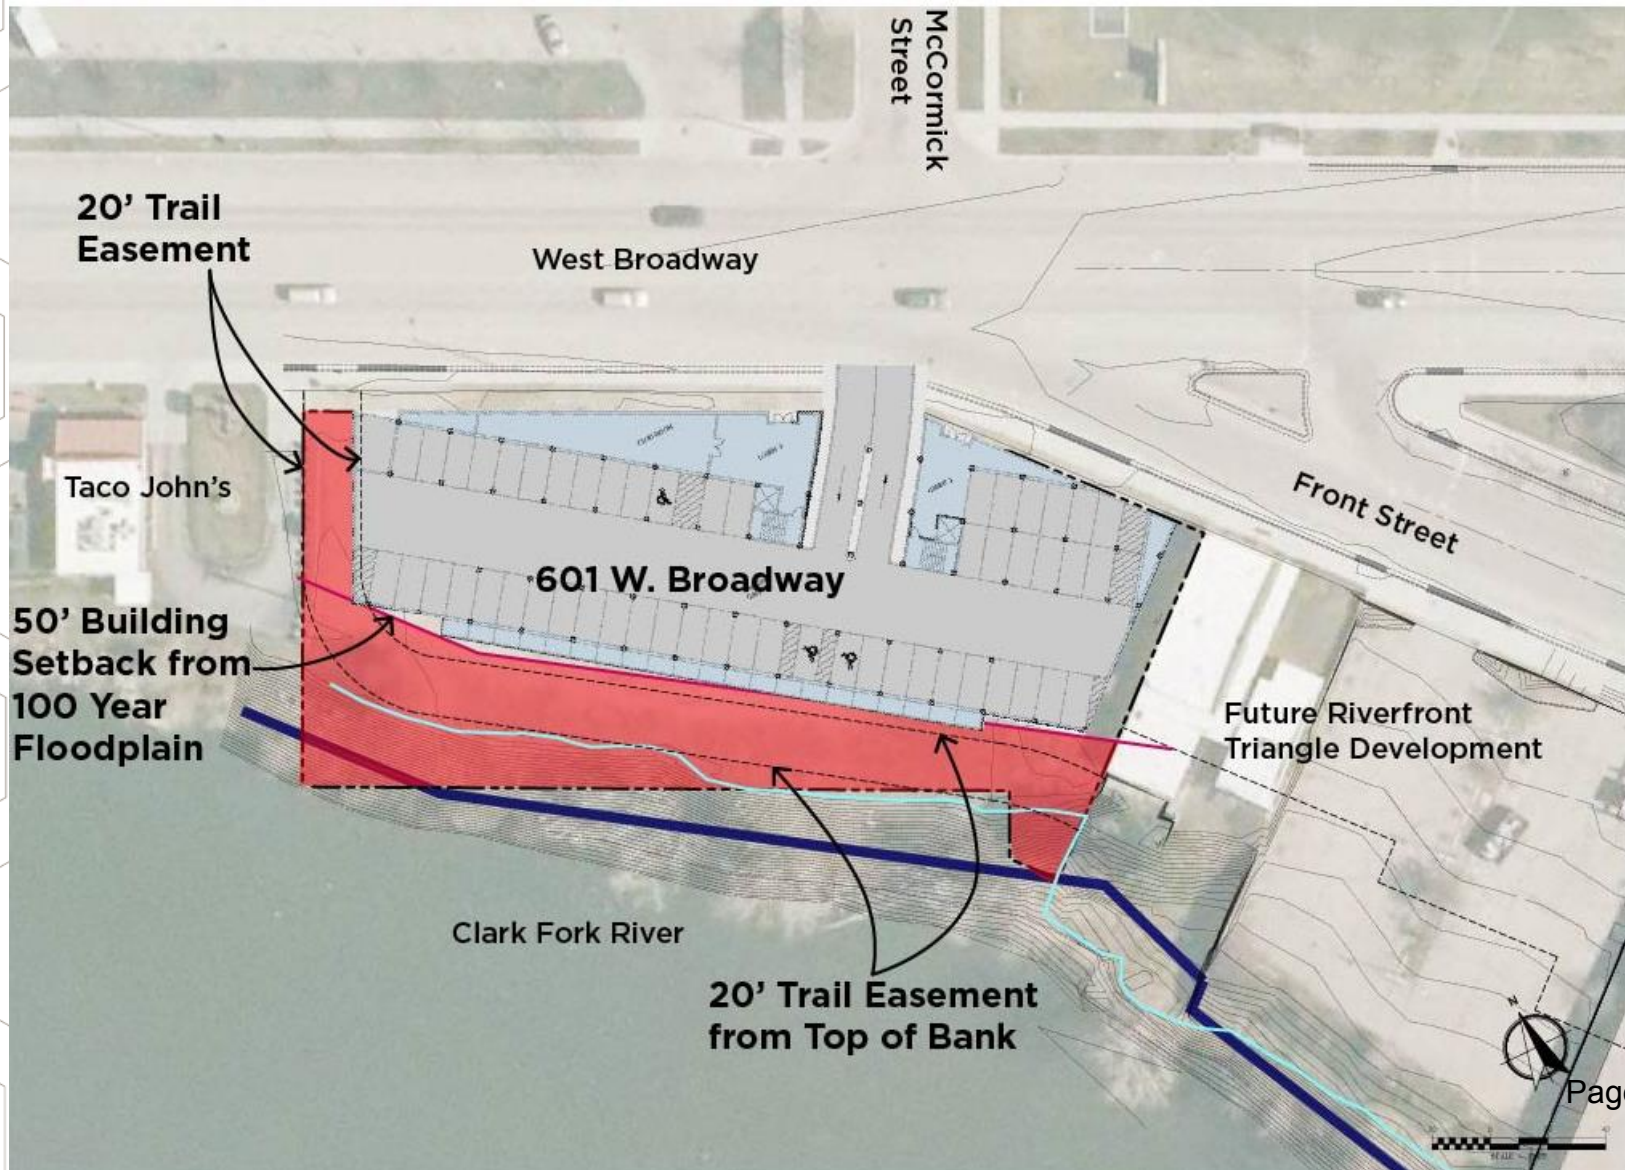 McCormick
Street
20’ Trail
Easement
West Broadway
Taco John’s
Front Street
601 W. Broadway
50’ Building
Setback from
100 Year
Floodplain
Future Riverfront
Triangle Development
Clark Fork River
20’ Trail Easement
from Top of Bank
N
Pag